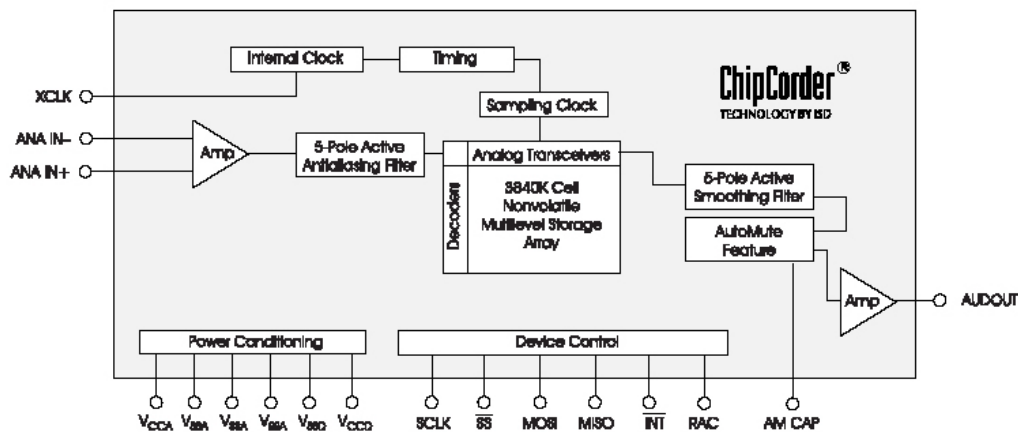 Internal Clock
Timing
ChipCorder®
TECHNOLOGY BY ISD
XCLK
Sampling Clock
ANA IN–
Amp
ANA IN+
5-Pole Active
Antialiasing Filter
Analog Transceivers
Decoders
3840K Cell
Nonvolatile
Multilevel Storage
Array
5-Pole Active
Smoothing Filter
AutoMute
Feature
Amp
AUDOUT
Power Conditioning
Device Control
VCCA
VSSA
VSSA
VSSA
VSSD
VCCD
SCLK
S̅S̅
MOSI
MISO
I̅N̅T̅
RAC
AM CAP